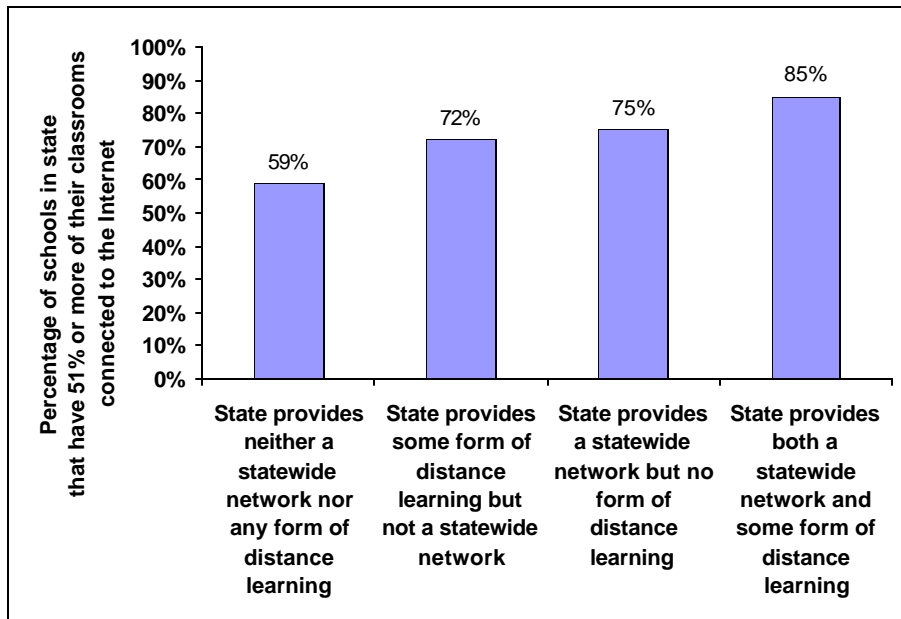 Percentage of schools in state
that have 51% or more of their classrooms
connected to the Internet
100%
90%
80%
70%
60%
50%
40%
30%
20%
10%
0%
59%
72%
75%
85%
State provides
neither a
statewide
network nor
any form of
distance
learning
State provides
some form of
distance
learning but
not a statewide
network
State provides
a statewide
network but no
form of
distance
learning
State provides
both a
statewide
network and
some form of
distance
learning